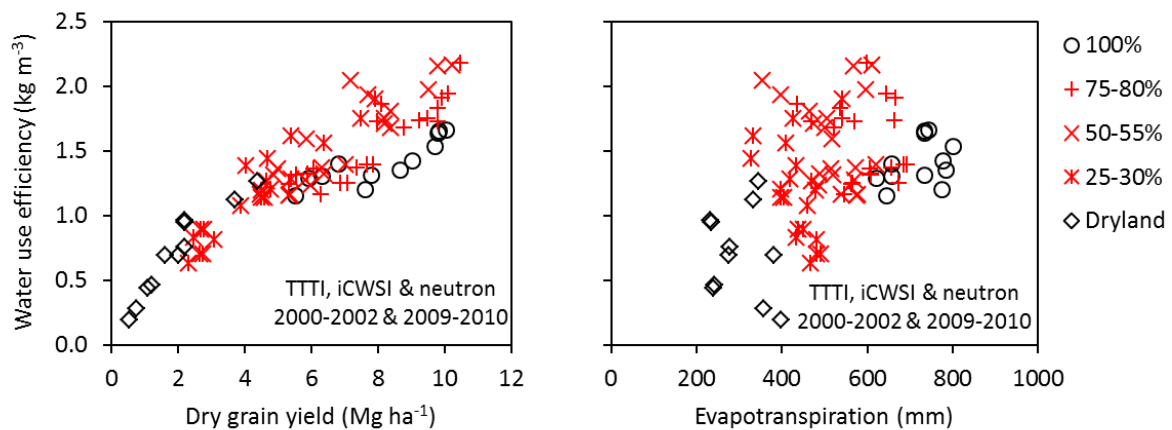 Water use efficiency (kg m⁻³)
2.5
2.0
1.5
1.0
0.5
0.0
TTTI, iCWSI & neutron
2000-2002 & 2009-2010
0 2 4 6 8 10 12
Dry grain yield (Mg ha⁻¹)
TTTI, iCWSI & neutron
2000-2002 & 2009-2010
0 200 400 600 800 1000
Evapotranspiration (mm)
100%
75-80%
50-55%
25-30%
Dryland